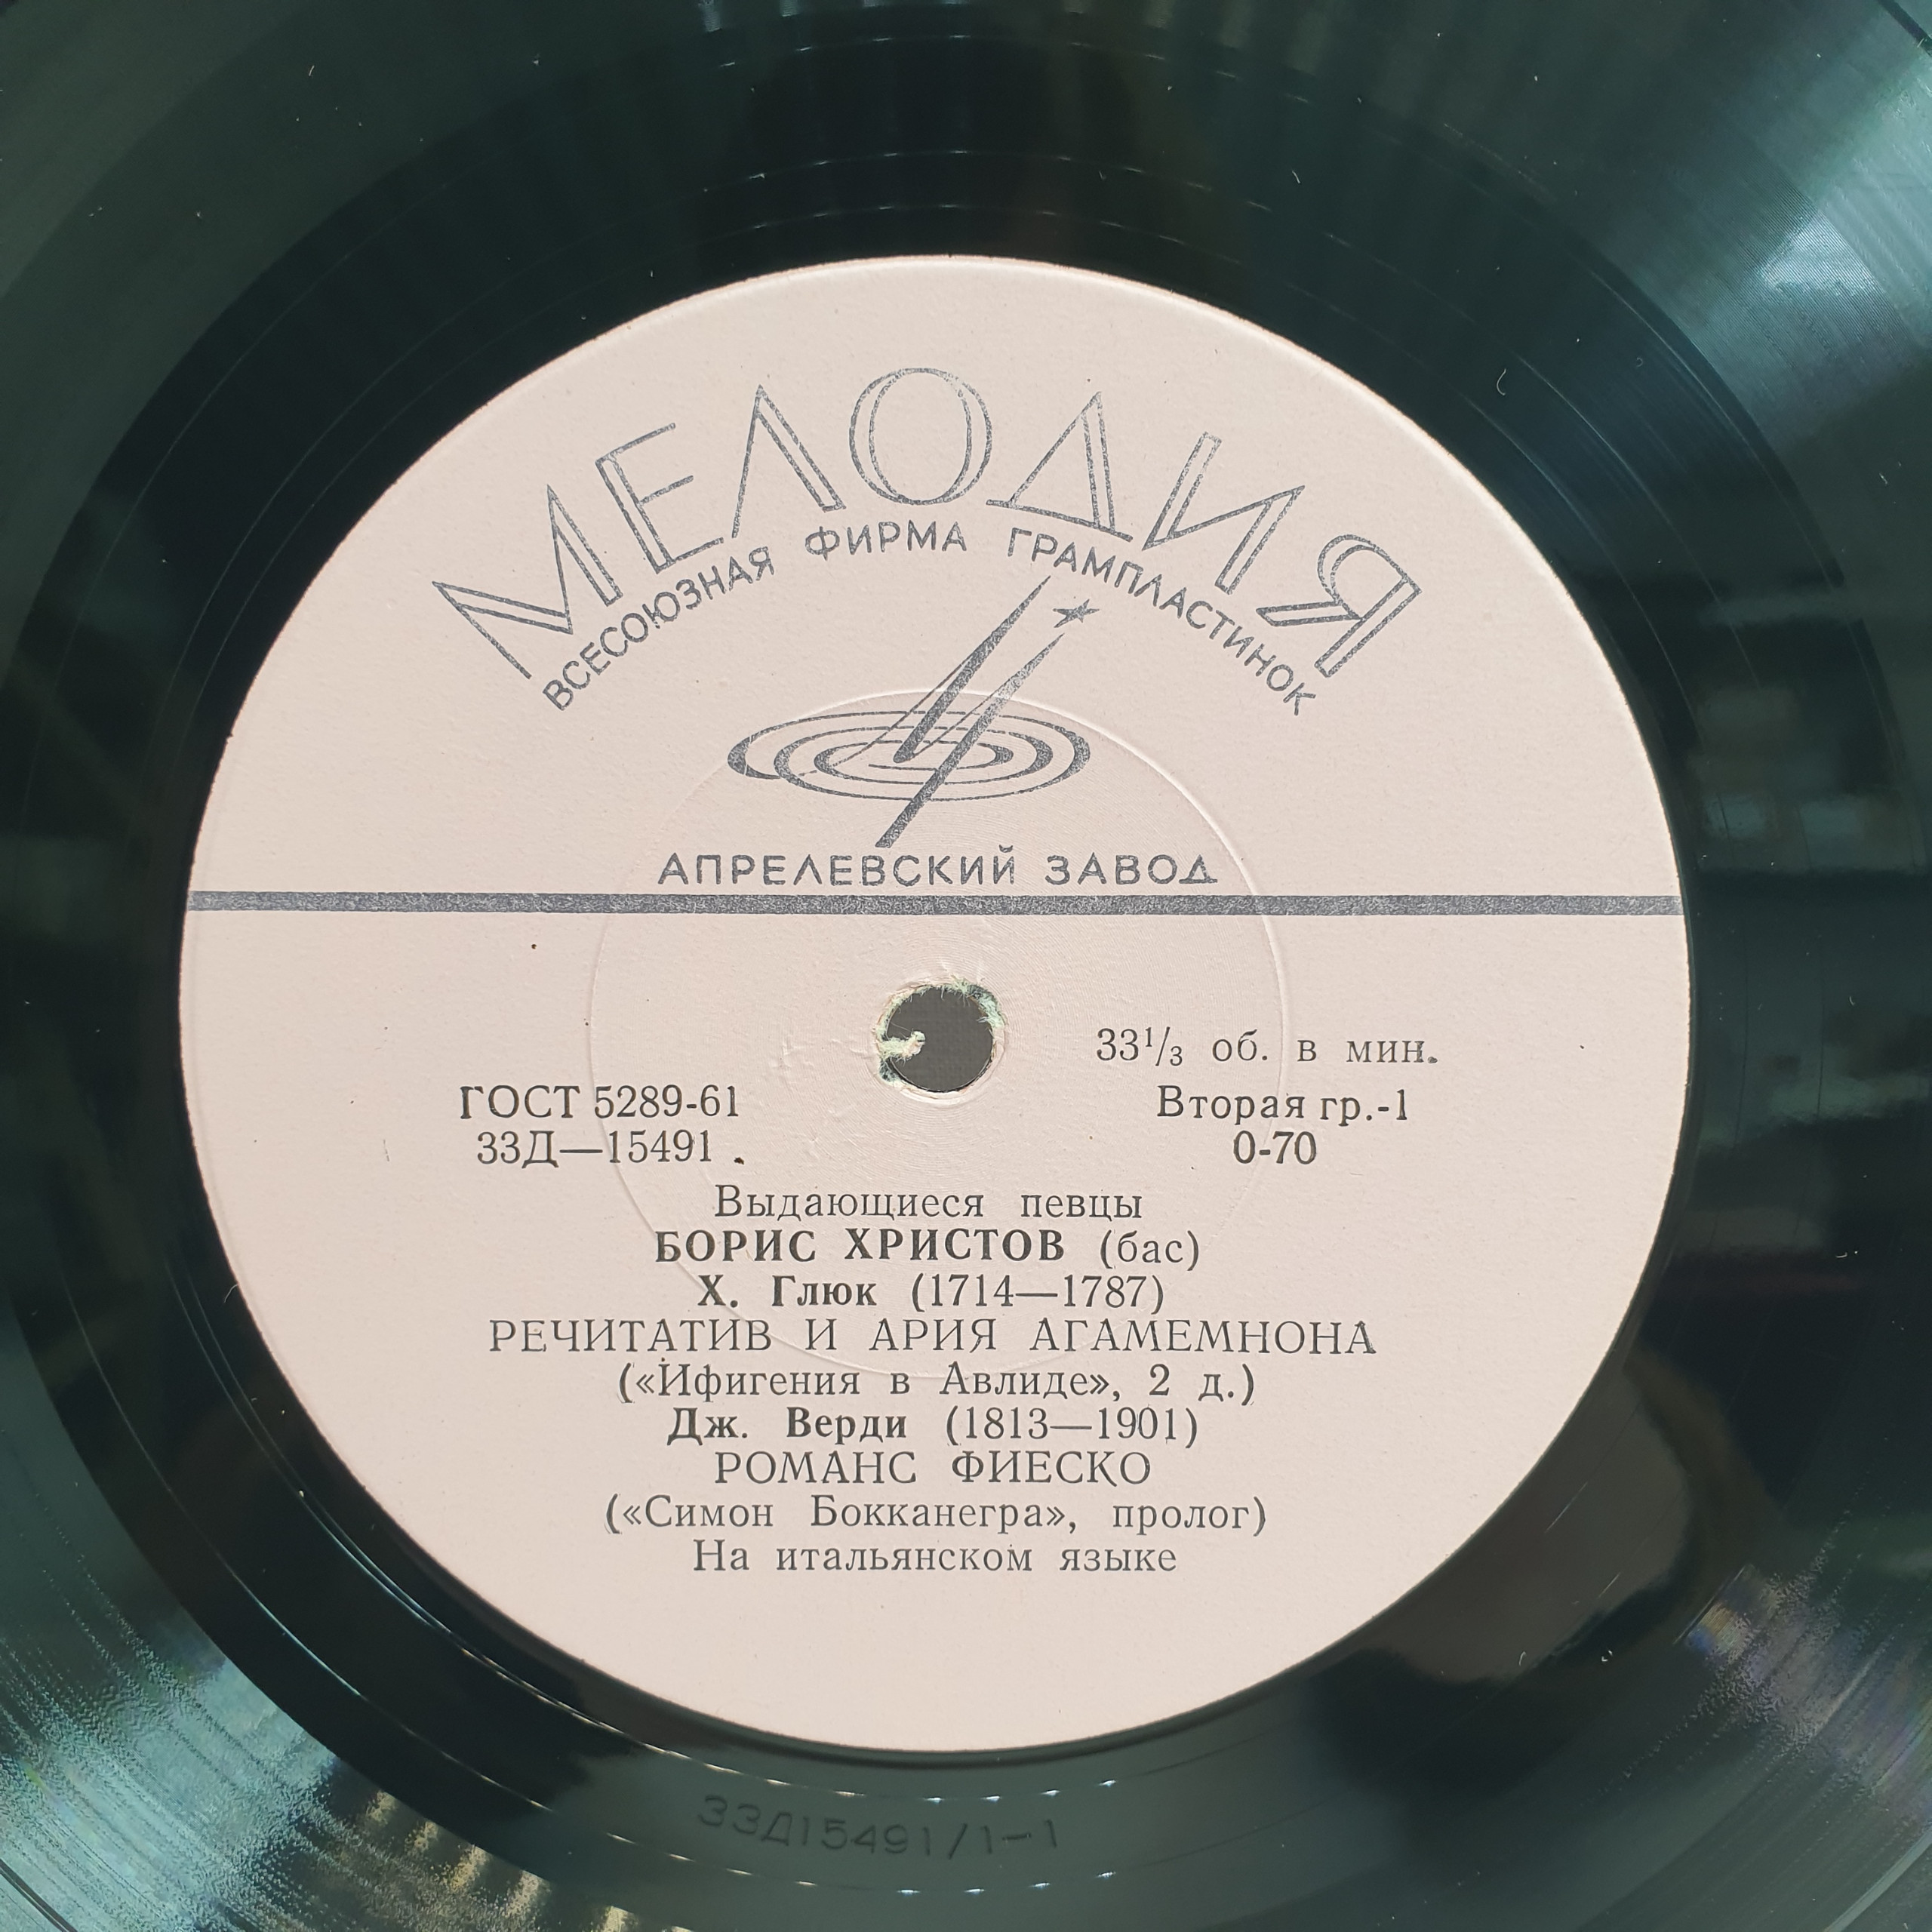 МЕЛОДИЯ
ВСЕСОЮЗНАЯ ФИРМА ГРАМПЛАСТИНОК
АПРЕЛЕВСКИЙ ЗАВОД
33¹/₃ об. в мин.
ГОСТ 5289-61
Вторая гр.-1
33Д—15491
0-70
Выдающиеся певцы
БОРИС ХРИСТОВ (бас)
Х. Глюк (1714—1787)
РЕЧИТАТИВ И АРИЯ АГАМЕМНОНА
(«Ифигения в Авлиде», 2 д.)
Дж. Верди (1813—1901)
РОМАНС ФИЕСКО
(«Симон Бокканегра», пролог)
На итальянском языке
33Д15491/1-1